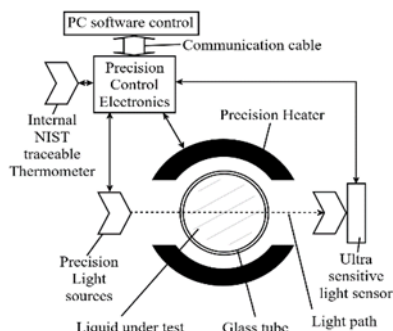 PC software control
Communication cable
Precision
Control
Electronics
Internal
NIST
traceable
Thermometer
Precision Heater
Precision
Light
sources
Ultra
sensitive
light sensor
Liquid under test
Glass tube
Light path